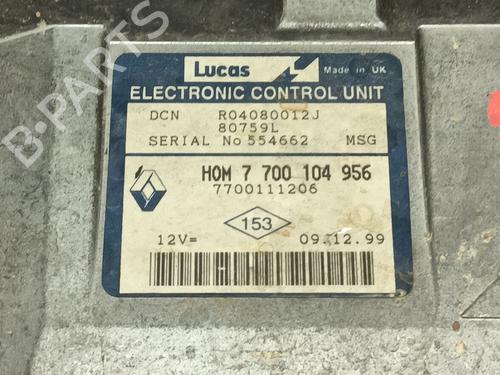 Lucas Made in UK
ELECTRONIC CONTROL UNIT
DCN R04080012J
80759L
SERIAL No 554662 MSG
HOM 7 700 104 956
7700111206
153
12V= 09.12.99
B-PARTS